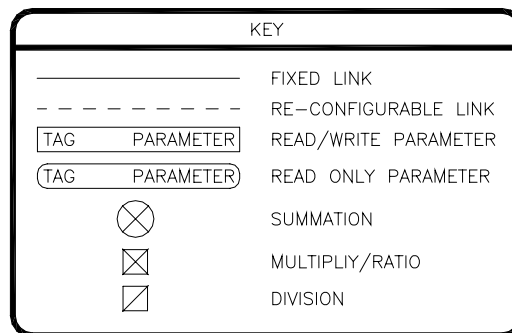 KEY
FIXED LINK
RE-CONFIGURABLE LINK
TAG PARAMETER READ/WRITE PARAMETER
TAG PARAMETER READ ONLY PARAMETER
SUMMATION
MULTIPLIY/RATIO
DIVISION